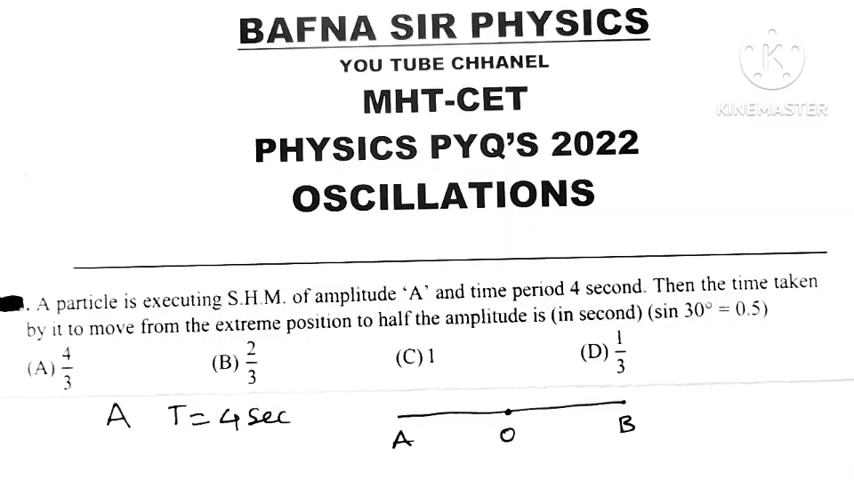 BAFNA SIR PHYSICS
YOU TUBE CHHANEL
MHT-CET
PHYSICS PYQ'S 2022
OSCILLATIONS
K
KINEMASTER
. A particle is executing S.H.M. of amplitude 'A' and time period 4 second. Then the time taken
by it to move from the extreme position to half the amplitude is (in second) (sin 30° = 0.5)
(A) 4/3 (B) 2/3 (C) 1 (D) 1/3
A T = 4 sec
A O B